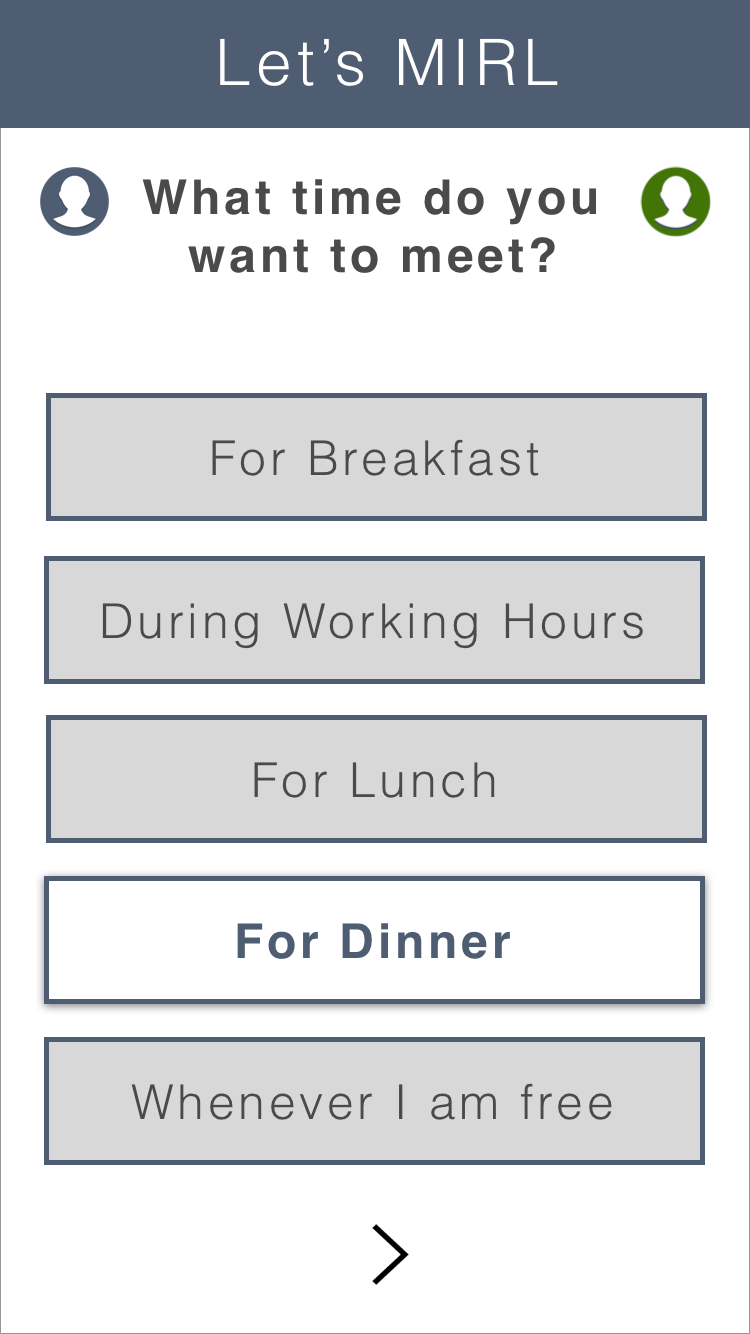 Let’s MIRL
What time do you
want to meet?
For Breakfast
During Working Hours
For Lunch
For Dinner
Whenever I am free